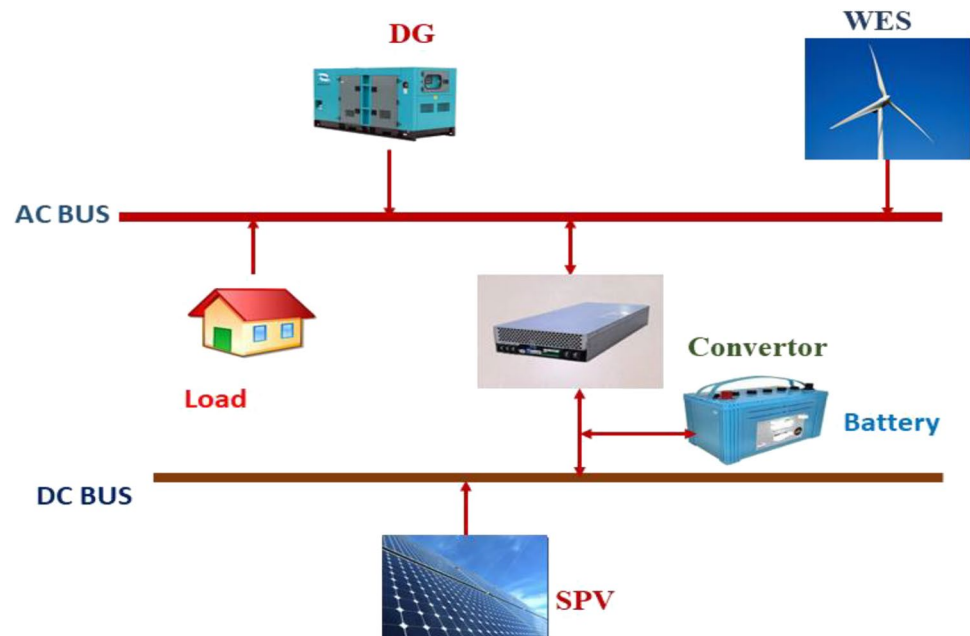 DG
WES
AC BUS
Convertor
Load
Battery
DC BUS
SPV